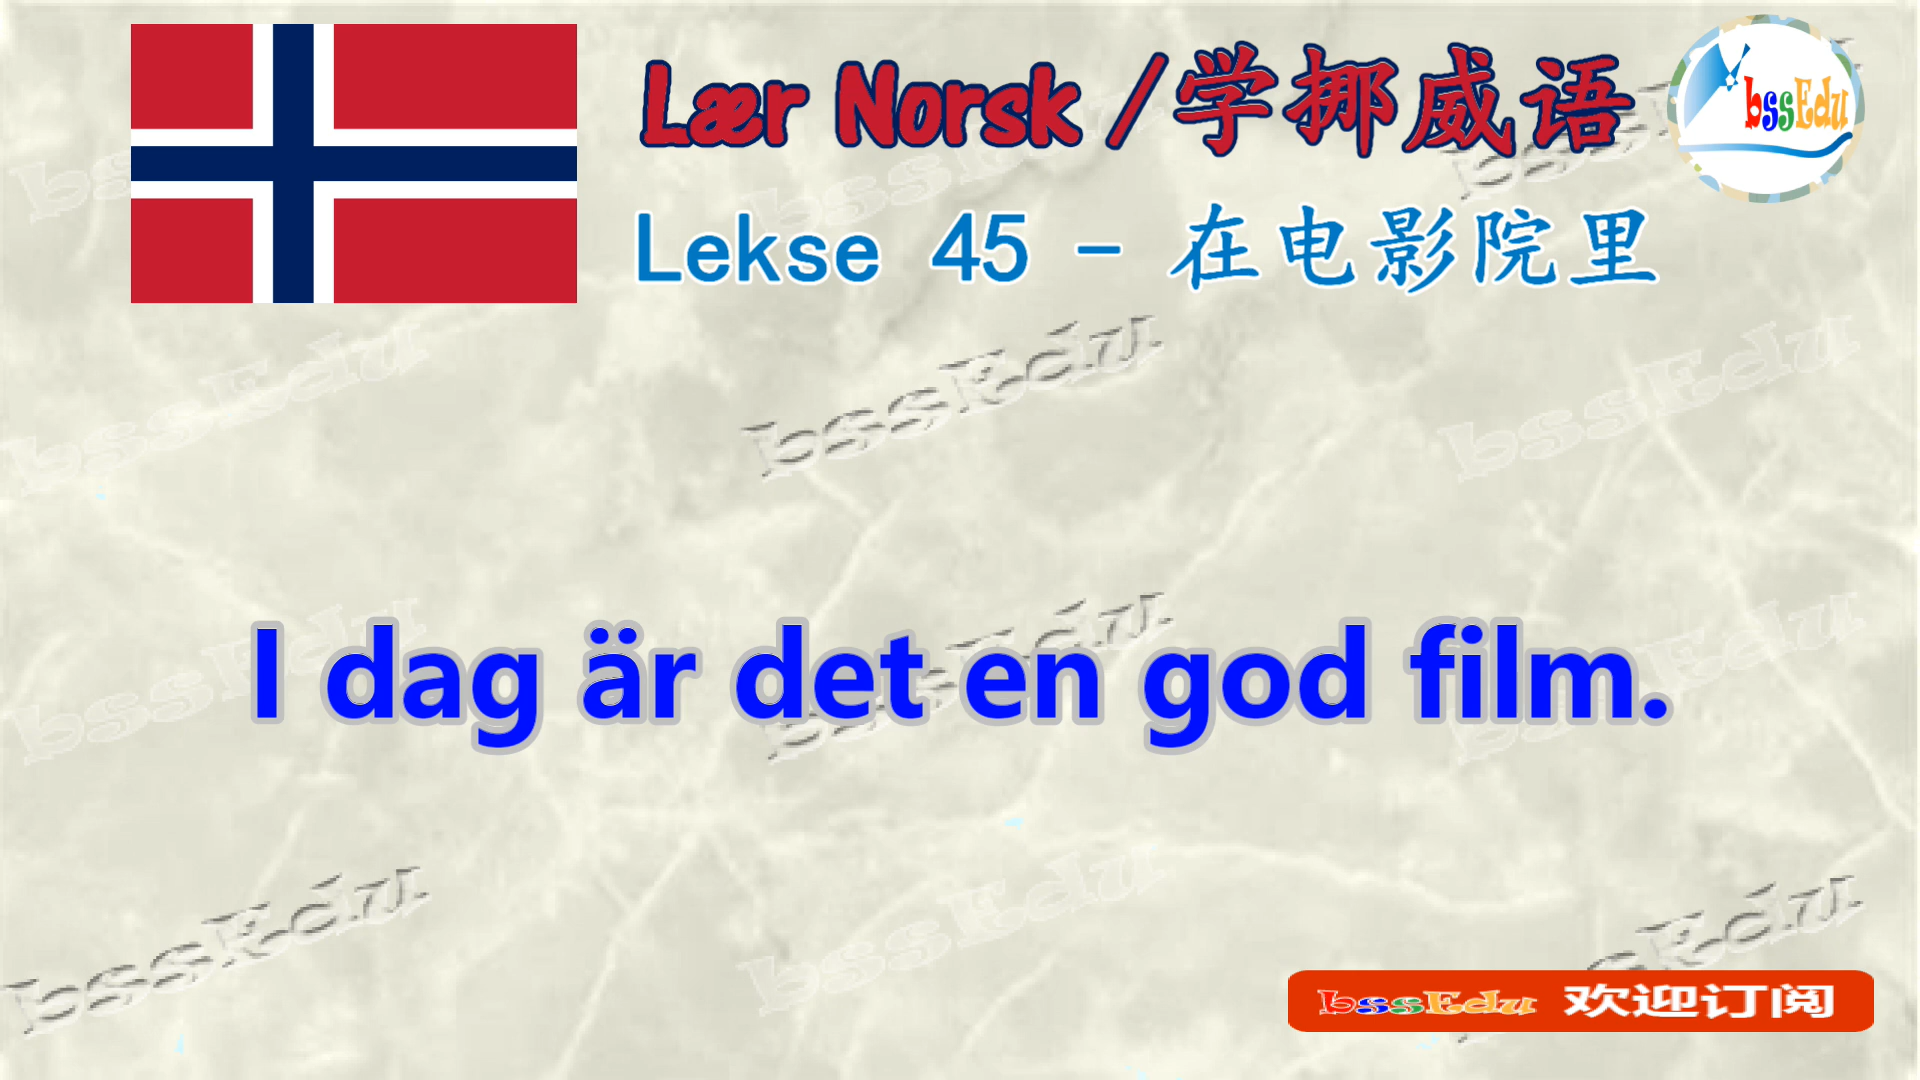 Lær Norsk /学挪威语
bssEdu
Lekse 45 - 在电影院里
I dag är det en god film.
bssEdu 欢迎订阅